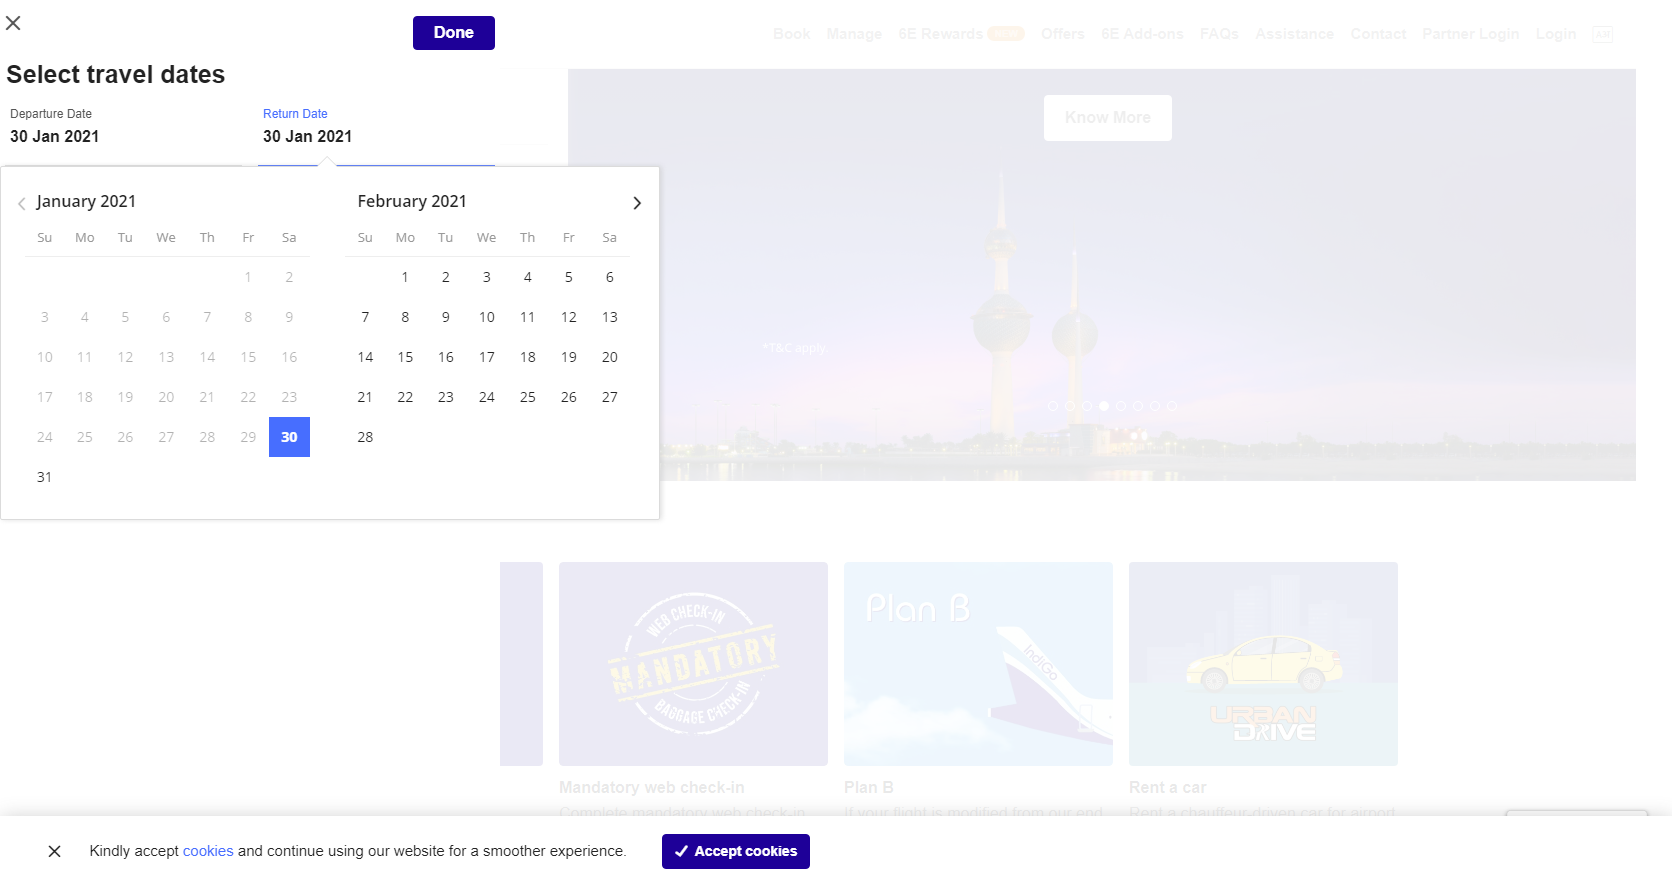 Done
Book Manage 6E Rewards Offers 6E Add-ons FAQs Assistance Contact Partner Login Login
Select travel dates
Departure Date Return Date
30 Jan 2021 30 Jan 2021
Know More
January 2021 February 2021
Su Mo Tu We Th Fr Sa Su Mo Tu We Th Fr Sa
1 2 1 2 3 4 5 6
3 4 5 6 7 8 9 7 8 9 10 11 12 13
10 11 12 13 14 15 16 14 15 16 17 18 19 20
17 18 19 20 21 22 23 21 22 23 24 25 26 27
24 25 26 27 28 29 30 28
31
*T&C apply.
WEB CHECK-IN
MANDATORY
BAGGAGE CHECK-IN
Plan B
IndiGo
URBAN
DRIVE
Mandatory web check-in Plan B Rent a car
Complete mandatory web check-in If your flight is modified from our end Rent a chauffeur-driven car for airport
Kindly accept cookies and continue using our website for a smoother experience. Accept cookies